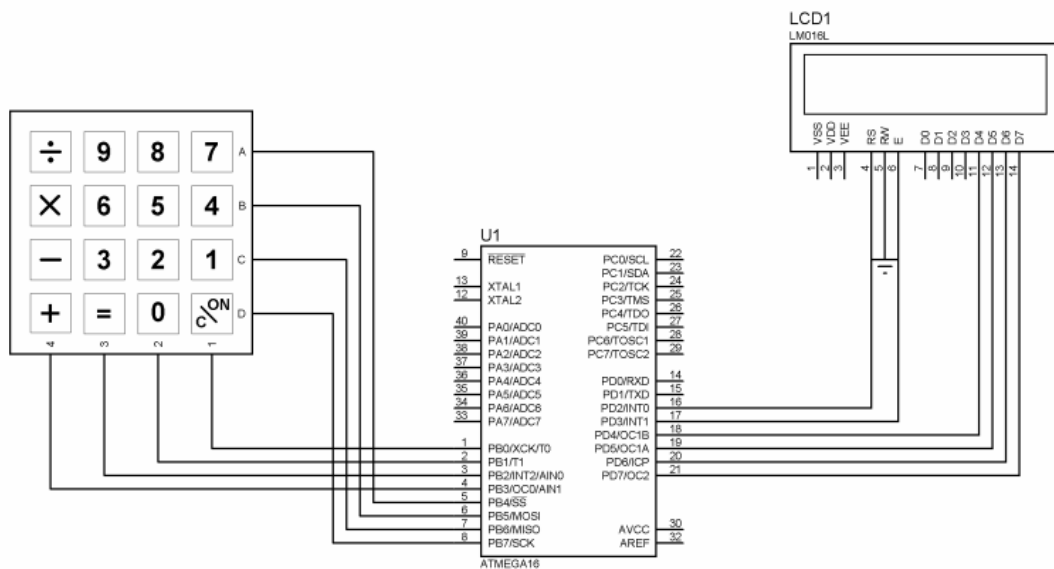 LCD1
LM016L
VSS
VDD
VEE
RS
RW
E
D0
D1
D2
D3
D4
D5
D6
D7
1
2
3
4
5
6
7
8
9
10
11
12
13
14
÷ 9 8 7 A
× 6 5 4 B
− 3 2 1 C
+ = 0 ON/C D
4 3 2 1
U1
9 RESET
13 XTAL1
12 XTAL2
40 PA0/ADC0
39 PA1/ADC1
38 PA2/ADC2
37 PA3/ADC3
36 PA4/ADC4
35 PA5/ADC5
34 PA6/ADC6
33 PA7/ADC7
1 PB0/XCK/T0
2 PB1/T1
3 PB2/INT2/AIN0
4 PB3/OC0/AIN1
5 PB4/SS
6 PB5/MOSI
7 PB6/MISO
8 PB7/SCK
PC0/SCL 22
PC1/SDA 23
PC2/TCK 24
PC3/TMS 25
PC4/TDO 26
PC5/TDI 27
PC6/TOSC1 28
PC7/TOSC2 29
PD0/RXD 14
PD1/TXD 15
PD2/INT0 16
PD3/INT1 17
PD4/OC1B 18
PD5/OC1A 19
PD6/ICP 20
PD7/OC2 21
AVCC 30
AREF 32
ATMEGA16